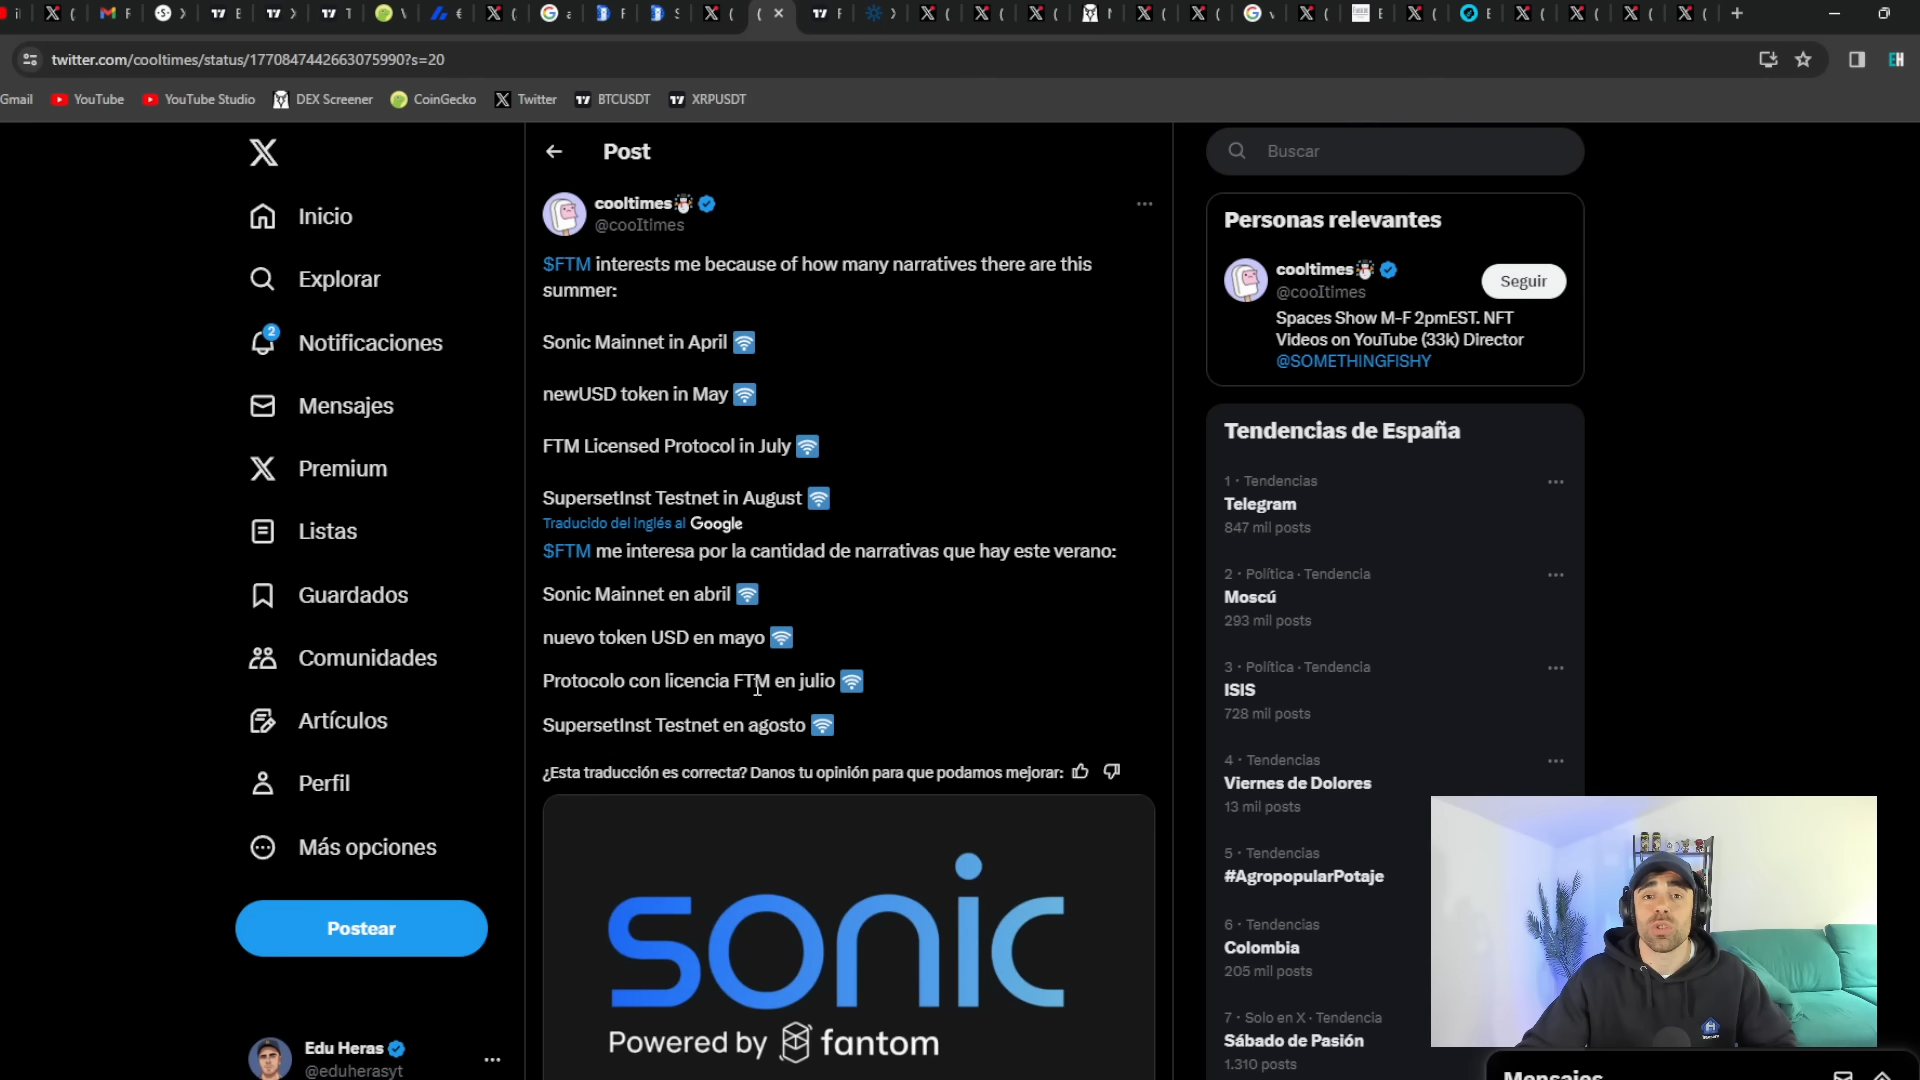 twitter.com/cooltimes/status/1770847442663075990?s=20
Gmail
YouTube
YouTube Studio
DEX Screener
CoinGecko
Twitter
BTCUSDT
XRPUSDT
Inicio
Explorar
2
Notificaciones
Mensajes
Premium
Listas
Guardados
Comunidades
Artículos
Perfil
Más opciones
Postear
Edu Heras
@eduherasyt
Post
cooltimes
@cooItimes
$FTM interests me because of how many narratives there are this
summer:
Sonic Mainnet in April
newUSD token in May
FTM Licensed Protocol in July
SupersetInst Testnet in August
Traducido del inglés al Google
$FTM me interesa por la cantidad de narrativas que hay este verano:
Sonic Mainnet en abril
nuevo token USD en mayo
Protocolo con licencia FTM en julio
SupersetInst Testnet en agosto
¿Esta traducción es correcta? Danos tu opinión para que podamos mejorar:
sonic
Powered by fantom
Buscar
Personas relevantes
cooltimes
@cooItimes
Seguir
Spaces Show M-F 2pmEST. NFT
Videos on YouTube (33k) Director
@SOMETHINGFISHY
Tendencias de España
1 · Tendencias
Telegram
847 mil posts
2 · Política · Tendencia
Moscú
293 mil posts
3 · Política · Tendencia
ISIS
728 mil posts
4 · Tendencias
Viernes de Dolores
13 mil posts
5 · Tendencias
#AgropopularPotaje
6 · Tendencias
Colombia
205 mil posts
7 · Solo en X · Tendencia
Sábado de Pasión
1.310 posts
Mensajes